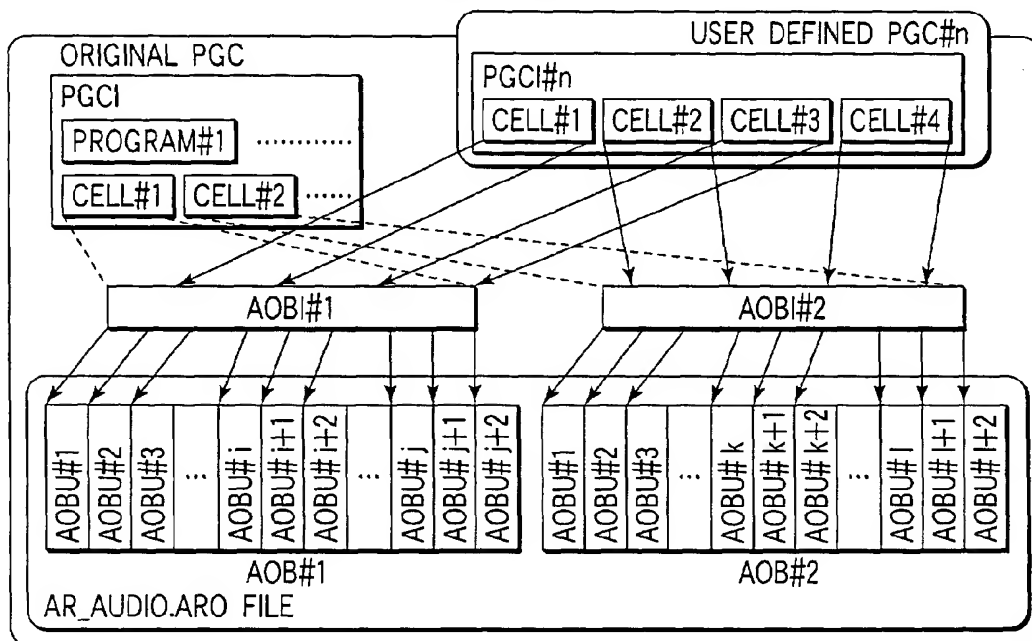 USER DEFINED PGC#n
ORIGINAL PGC
PGCI#n
PGCI
CELL#1 CELL#2 CELL#3 CELL#4
PROGRAM#1 ............
CELL#1 CELL#2 ......
AOBI#1 AOBI#2
AOBU#1
AOBU#2
AOBU#3
...
AOBU#i
AOBU#i+1
AOBU#i+2
...
AOBU#j
AOBU#j+1
AOBU#j+2
AOBU#1
AOBU#2
AOBU#3
...
AOBU#k
AOBU#k+1
AOBU#k+2
...
AOBU#l
AOBU#l+1
AOBU#l+2
AOB#1 AOB#2
AR_AUDIO.ARO FILE